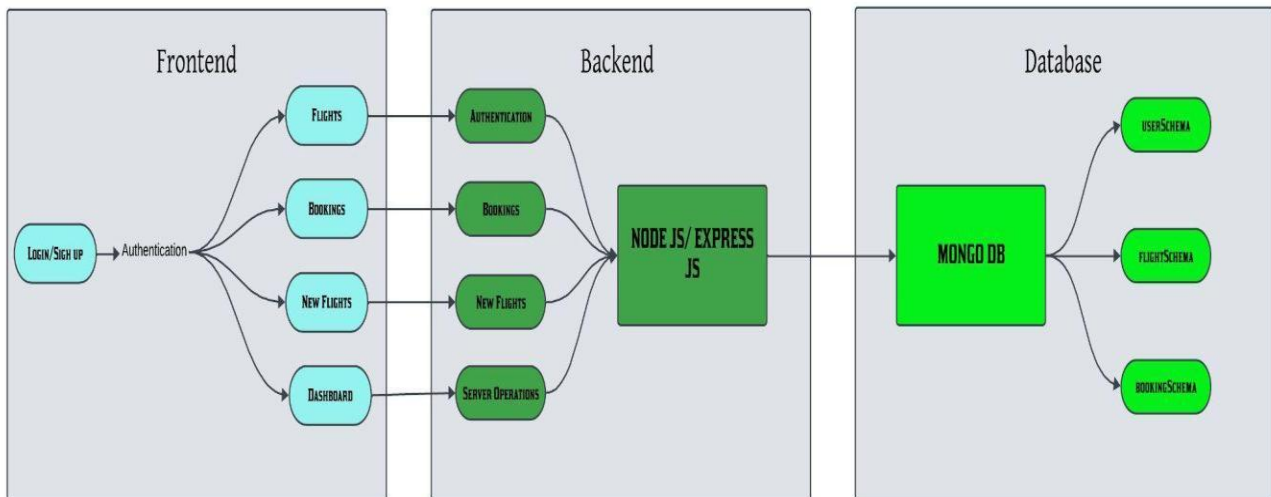 Frontend
Backend
Database
Flights
Bookings
Login/Sigh up
Authentication
New Flights
Dashboard
Authentication
Bookings
New Flights
Server Operations
NODE JS/ EXPRESS
JS
MONGO DB
userSchema
flightSchema
bookingSchema